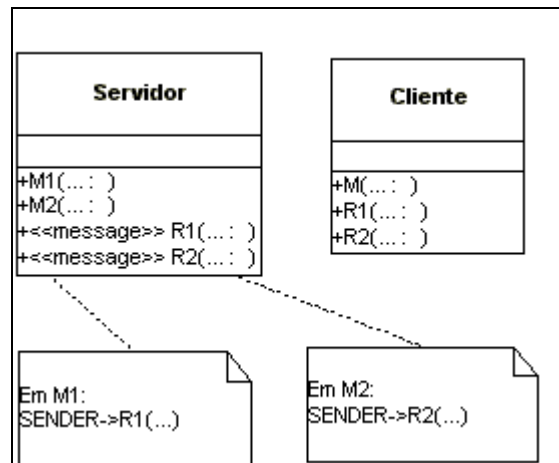 Servidor
+M1(...: )
+M2(...: )
+<<message>> R1(...: )
+<<message>> R2(...: )
Cliente
+M(...: )
+R1(...: )
+R2(...: )
Em M1:
SENDER->R1(...)
Em M2:
SENDER->R2(...)